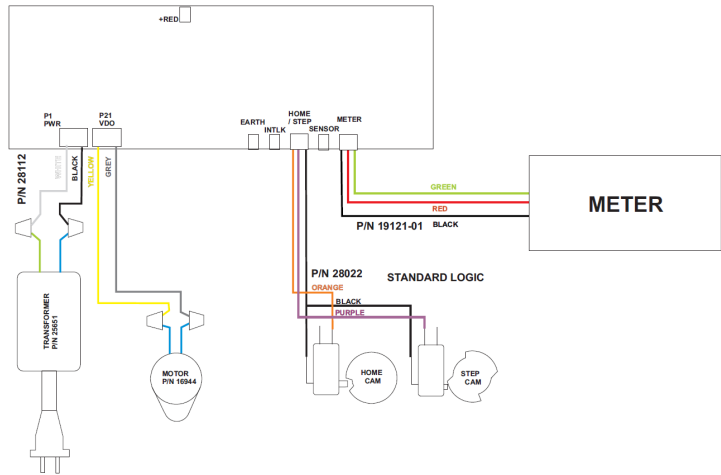 +RED
P1
PWR
P21
VDO
EARTH
INTLK
HOME
/ STEP
SENSOR
METER
P/N 28112
WHITE
BLACK
YELLOW
GREY
GREEN
RED
P/N 19121-01
BLACK
METER
P/N 28022
STANDARD LOGIC
ORANGE
BLACK
PURPLE
TRANSFORMER
P/N 25651
MOTOR
P/N 16944
HOME
CAM
STEP
CAM